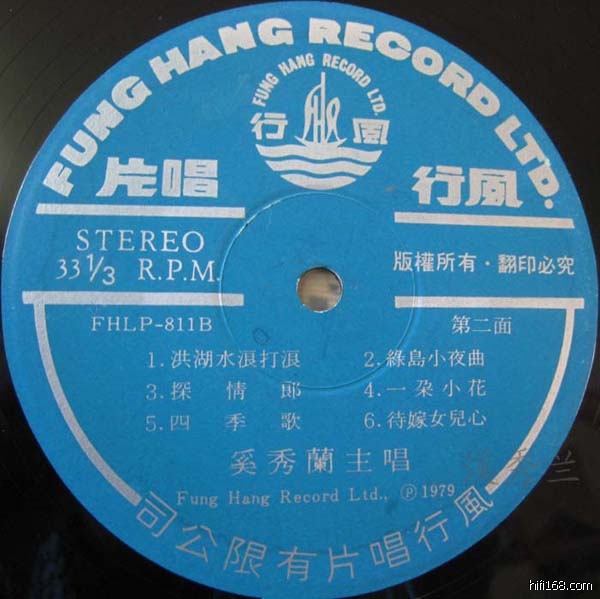 FUNG HANG RECORD LTD.
FUNG HANG RECORD LTD.
行 FHR 風
片唱 行風
STEREO
33 1/3 R.P.M.
版權所有·翻印必究
FHLP-811B 第二面
1.洪湖水浪打浪 2.綠島小夜曲
3.探情郎 4.一朶小花
5.四季歌 6.待嫁女兒心
奚秀蘭主唱
Fung Hang Record Ltd., Ⓟ 1979
司公限有片唱行風
hifi168.com